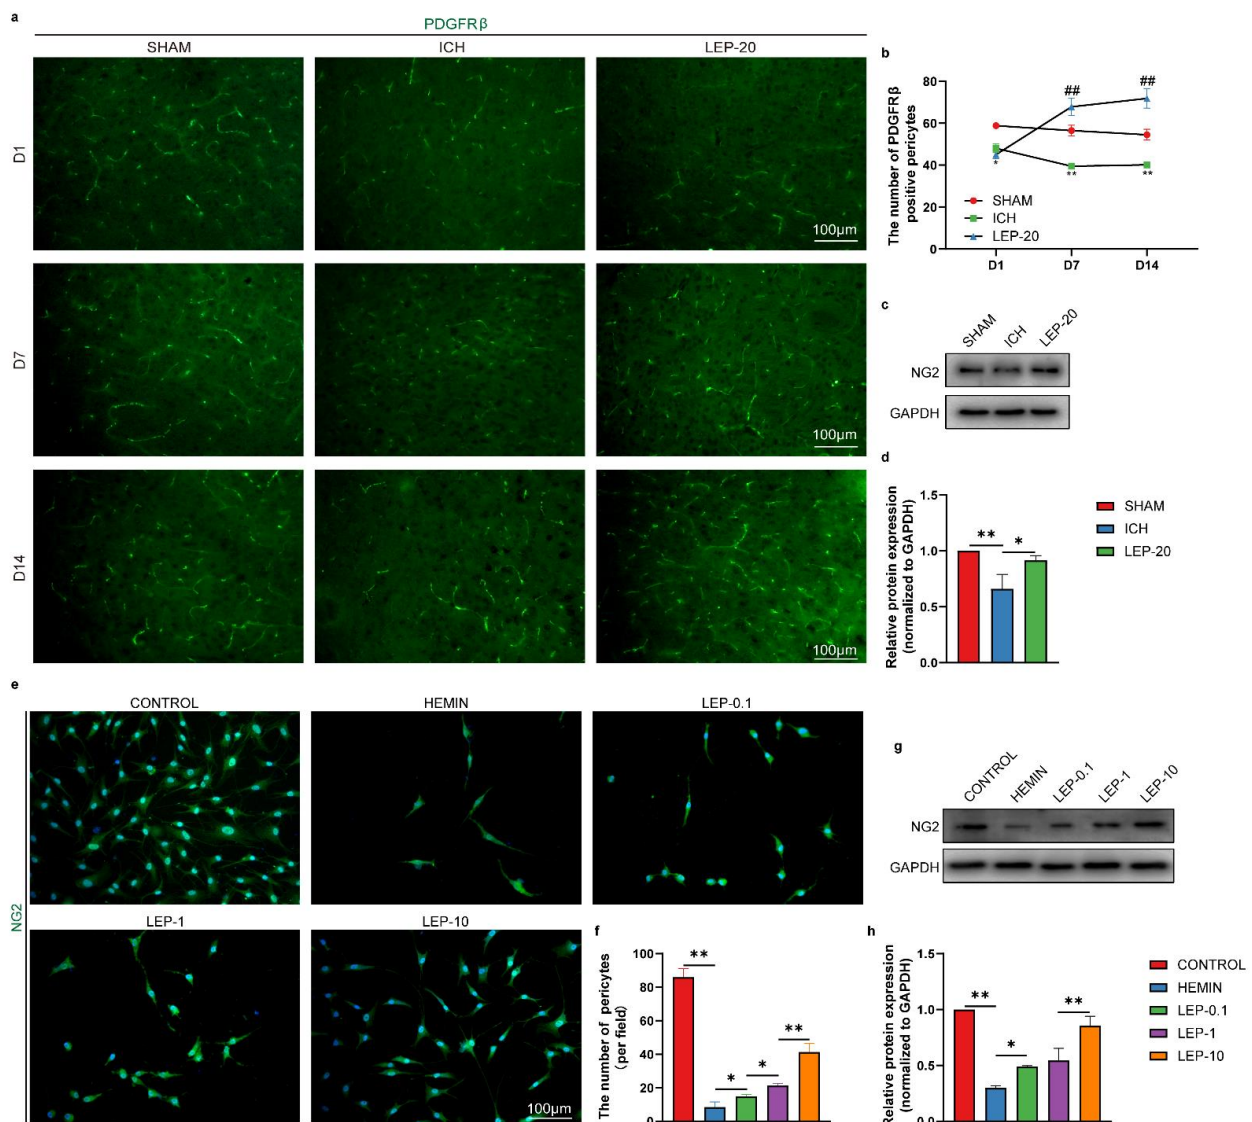 a
PDGFRβ
SHAM
ICH
LEP-20
D1
100μm
D7
100μm
D14
100μm
b
The number of PDGFRβ
positive pericytes
80
60
40
20
0
##
##
*
**
**
SHAM
ICH
LEP-20
D1
D7
D14
c
SHAM
ICH
LEP-20
NG2
GAPDH
d
Relative protein expression
(normalized to GAPDH)
1.5
1.0
0.5
0.0
**
*
SHAM
ICH
LEP-20
e
NG2
CONTROL
HEMIN
LEP-0.1
LEP-1
LEP-10
100μm
f
The number of pericytes
(per field)
100
80
60
40
20
0
**
*
*
**
g
CONTROL
HEMIN
LEP-0.1
LEP-1
LEP-10
NG2
GAPDH
h
Relative protein expression
(normalized to GAPDH)
1.5
1.0
0.5
0.0
**
*
**
CONTROL
HEMIN
LEP-0.1
LEP-1
LEP-10